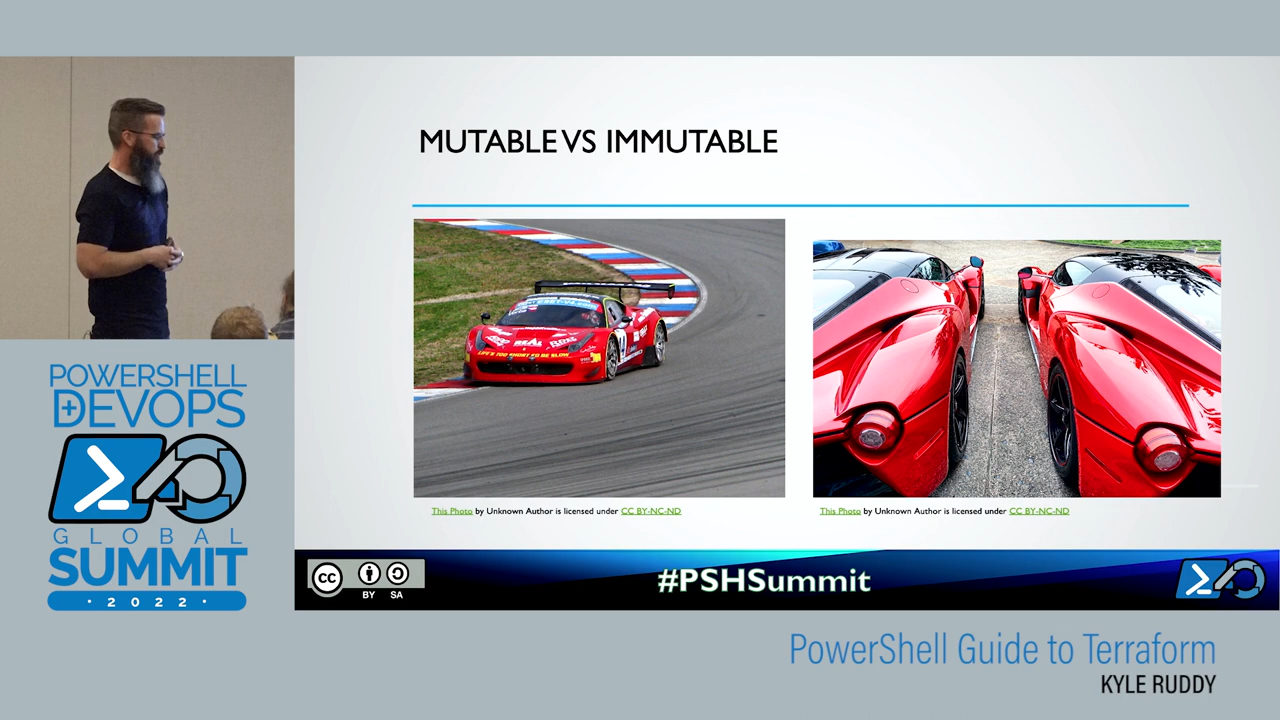 MUTABLE VS IMMUTABLE
LIFE'S TOO SHORT TO BE SLOW
This Photo by Unknown Author is licensed under CC BY-NC-ND
This Photo by Unknown Author is licensed under CC BY-NC-ND
cc
BY SA
#PSHSummit
POWERSHELL
+DEVOPS
GLOBAL
SUMMIT
· 2022 ·
PowerShell Guide to Terraform
KYLE RUDDY